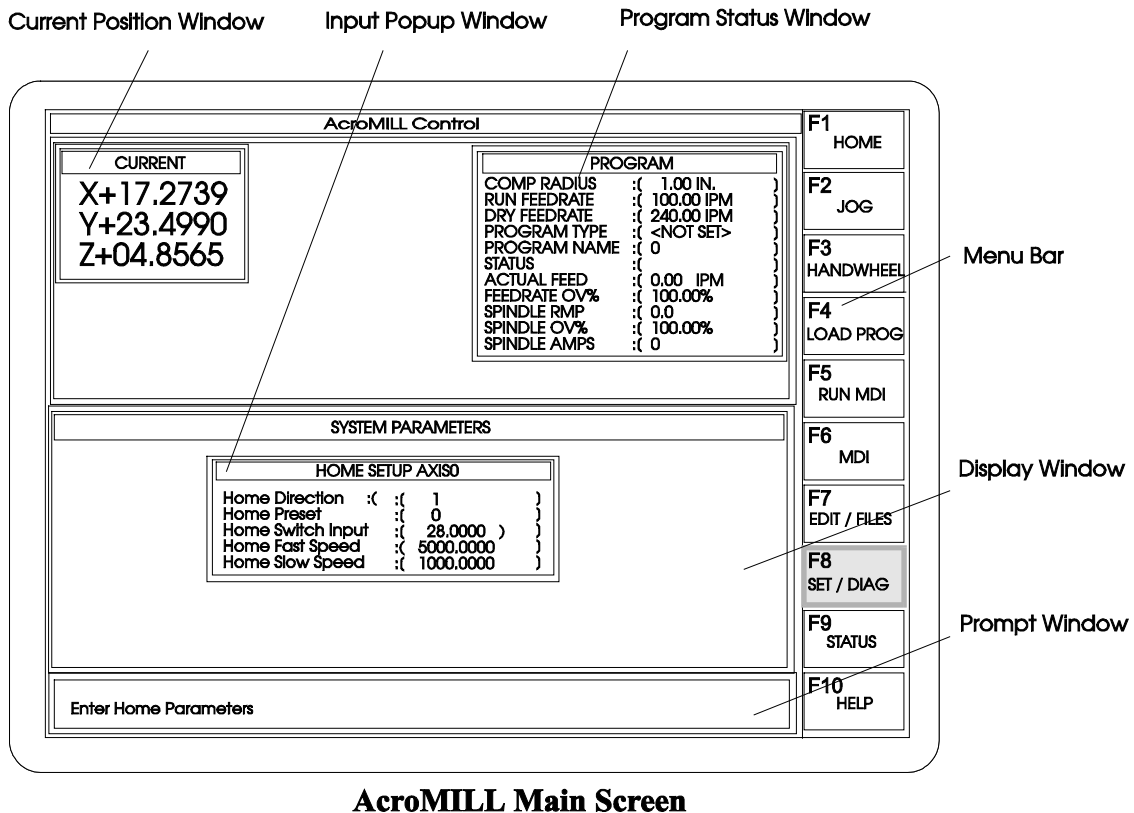 Current Position Window
Input Popup Window
Program Status Window
AcroMILL Control
CURRENT
X+17.2739
Y+23.4990
Z+04.8565
PROGRAM
COMP RADIUS :( 1.00 IN. )
RUN FEEDRATE :( 100.00 IPM )
DRY FEEDRATE :( 240.00 IPM )
PROGRAM TYPE :( <NOT SET> )
PROGRAM NAME :( 0 )
STATUS :( )
ACTUAL FEED :( 0.00 IPM )
FEEDRATE OV% :( 100.00% )
SPINDLE RMP :( 0.0 )
SPINDLE OV% :( 100.00% )
SPINDLE AMPS :( 0 )
F1 HOME
F2 JOG
F3 HANDWHEEL
F4 LOAD PROG
F5 RUN MDI
F6 MDI
F7 EDIT / FILES
F8 SET / DIAG
F9 STATUS
F10 HELP
Menu Bar
Display Window
Prompt Window
SYSTEM PARAMETERS
HOME SETUP AXIS0
Home Direction :( :( 1 )
Home Preset :( 0 )
Home Switch Input :( 28.0000 ) )
Home Fast Speed :( 5000.0000 )
Home Slow Speed :( 1000.0000 )
Enter Home Parameters
AcroMILL Main Screen